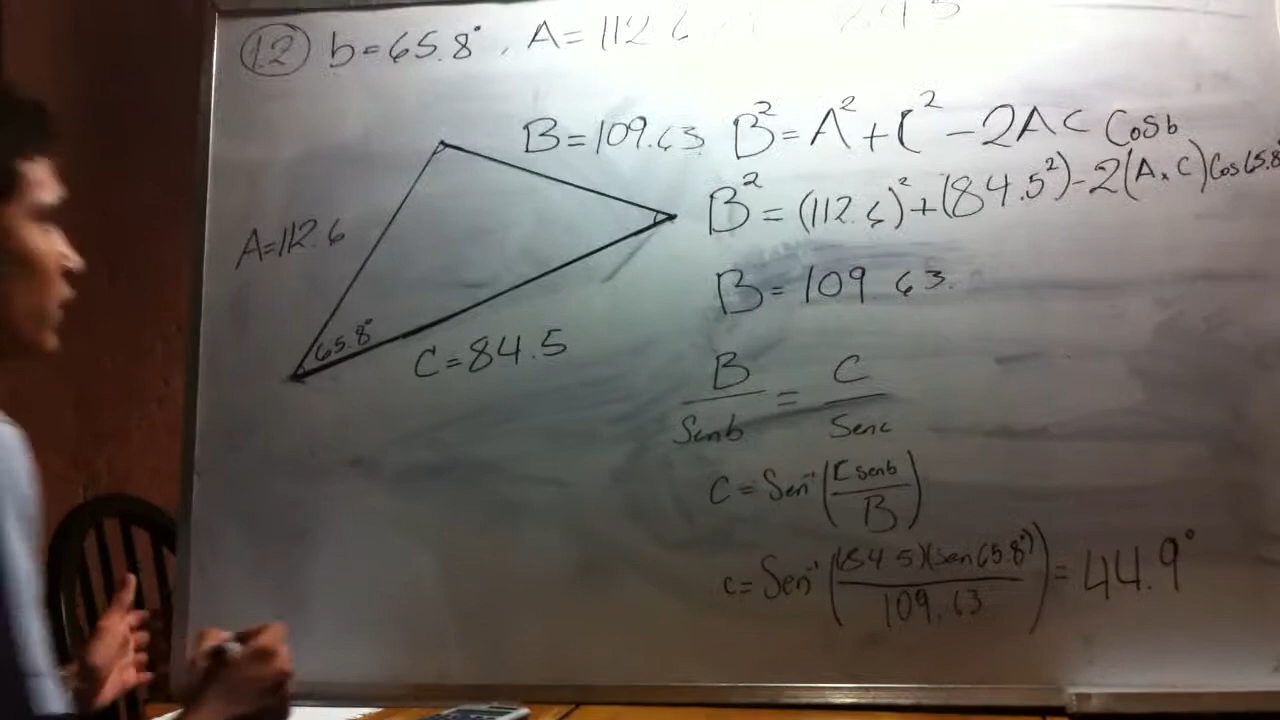 12 b=65.8° , A=112.6
B=109.63 B²=A²+C²-2AC Cosb
B²=(112.6)²+(84.5²)-2(A×C)Cos65.8°
A=112.6
B=109.63.
65.8°
C=84.5
B/Senb = C/Senc
C=Sen⁻¹(C senb/B)
c=Sen⁻¹((84.5)(sen65.8°)/109.63)=44.9°